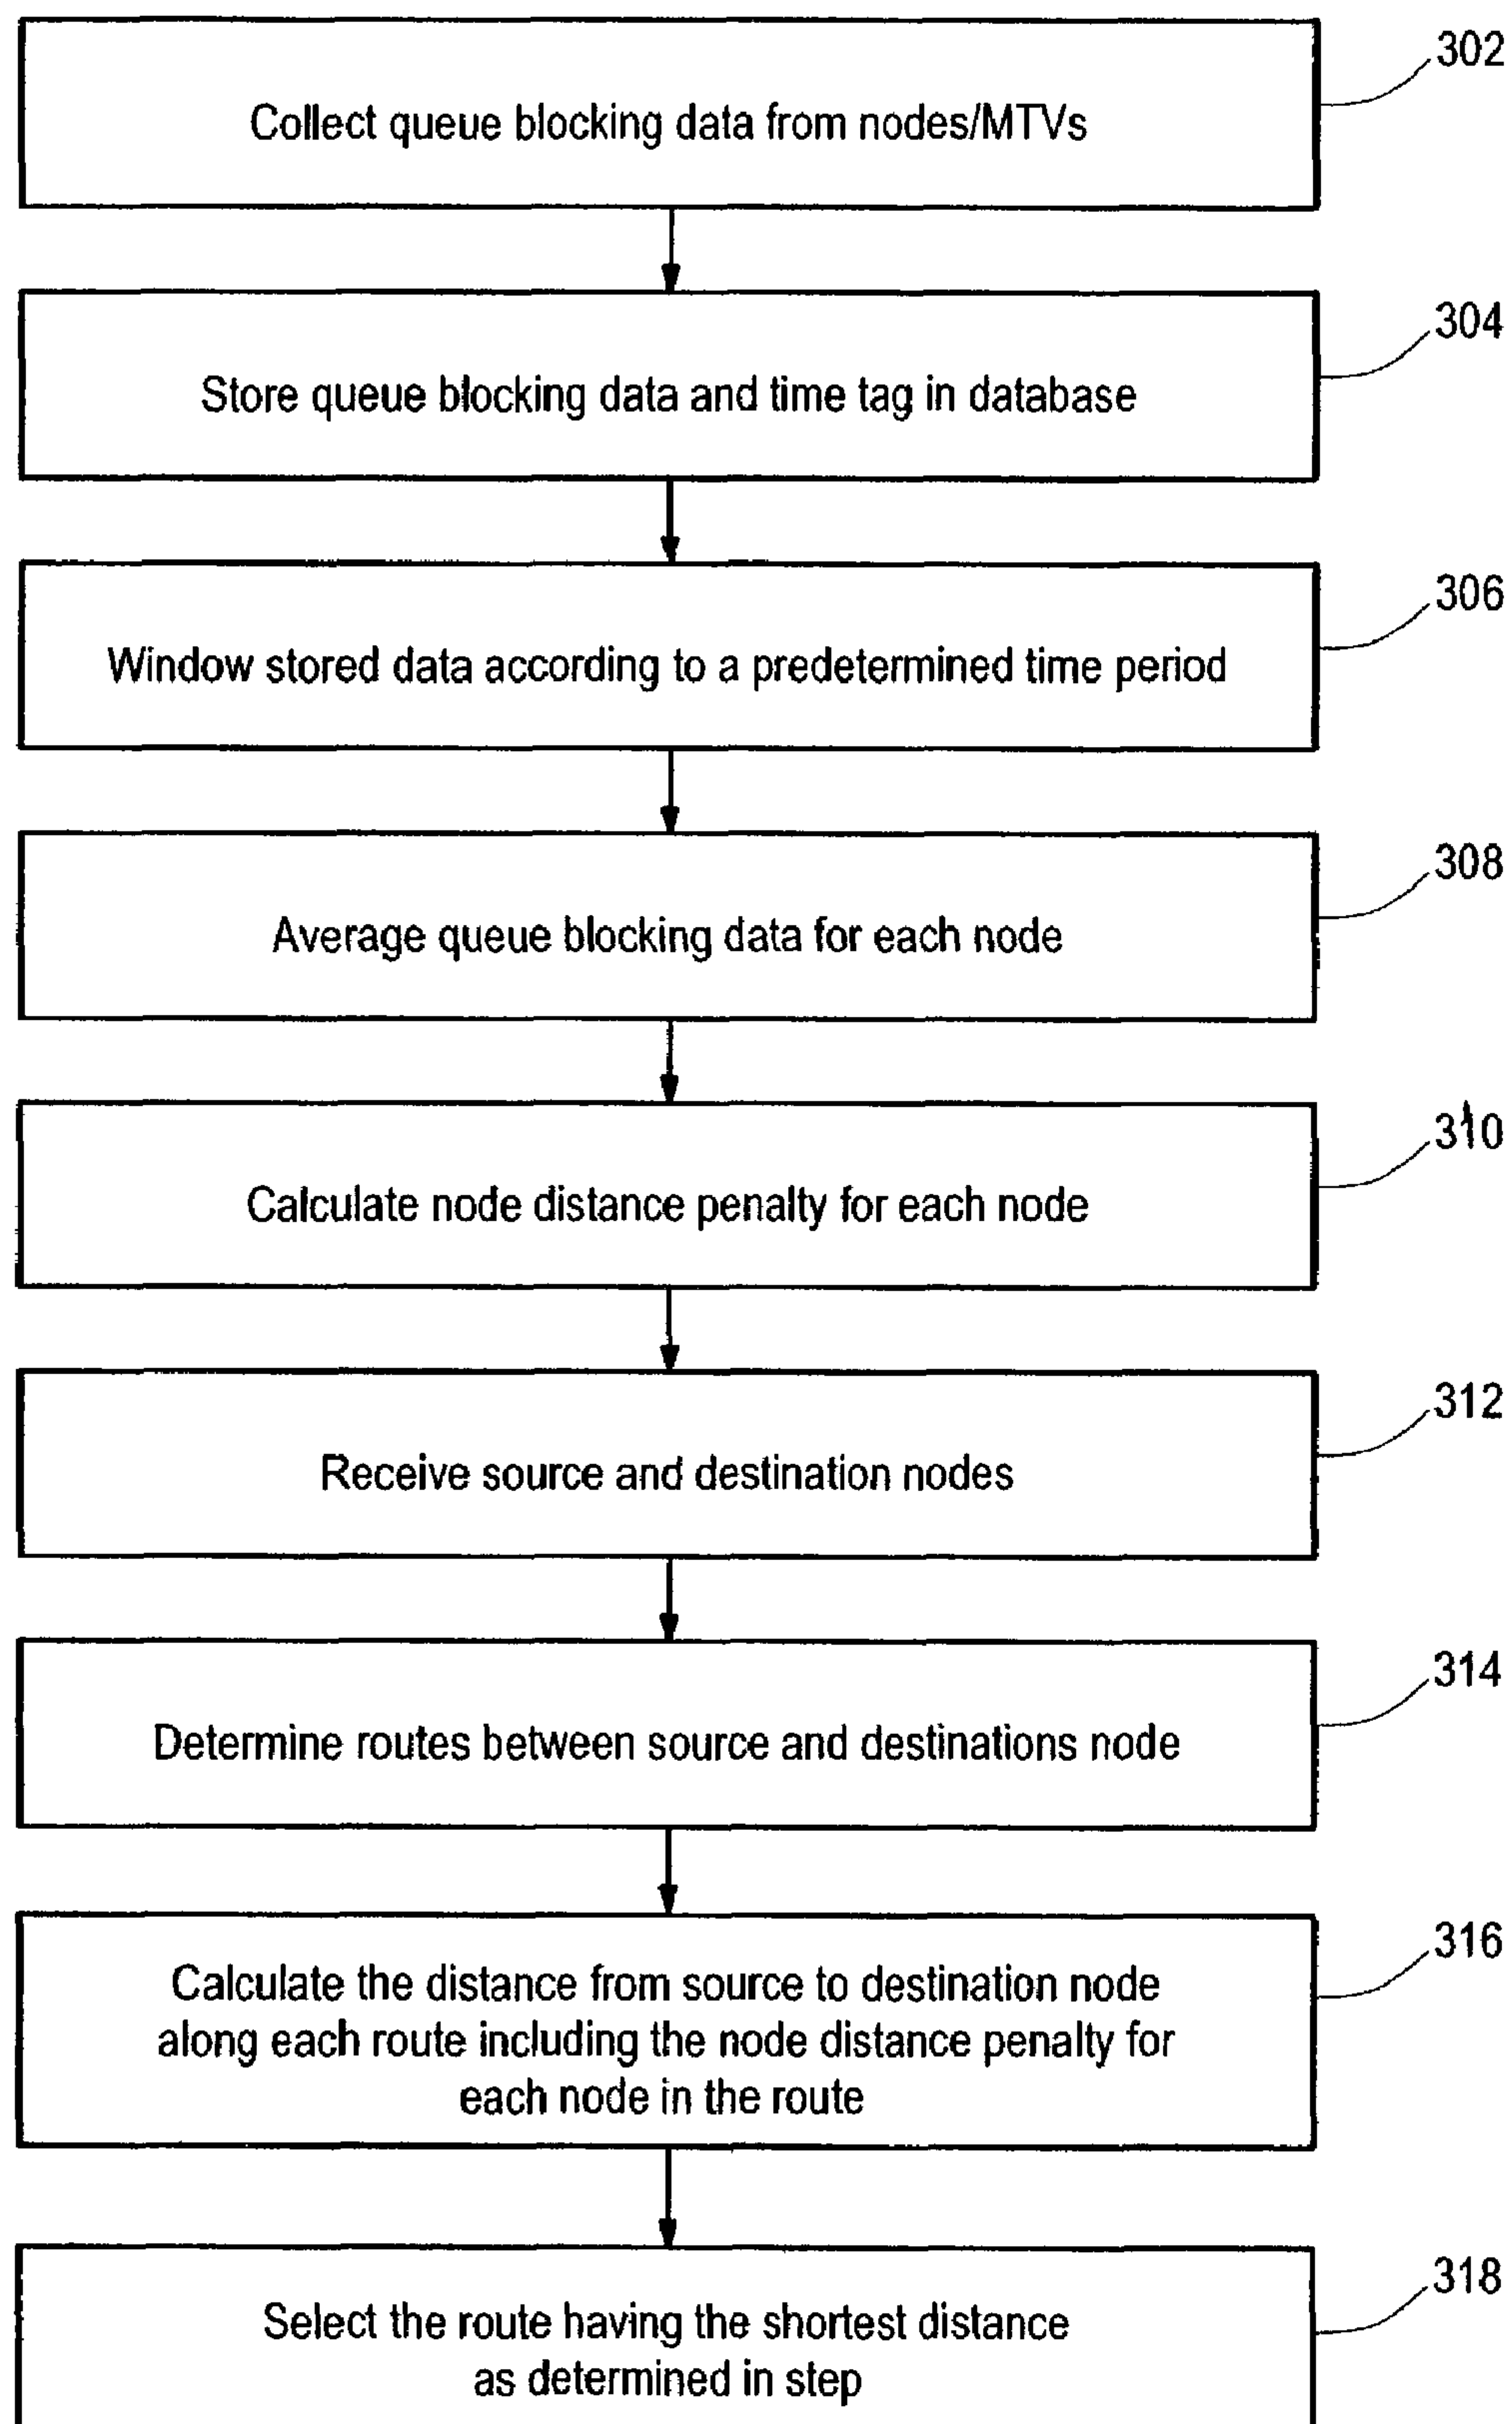 302
Collect queue blocking data from nodes/MTVs
304
Store queue blocking data and time tag in database
306
Window stored data according to a predetermined time period
308
Average queue blocking data for each node
310
Calculate node distance penalty for each node
312
Receive source and destination nodes
314
Determine routes between source and destinations node
316
Calculate the distance from source to destination node
along each route including the node distance penalty for
each node in the route
318
Select the route having the shortest distance
as determined in step